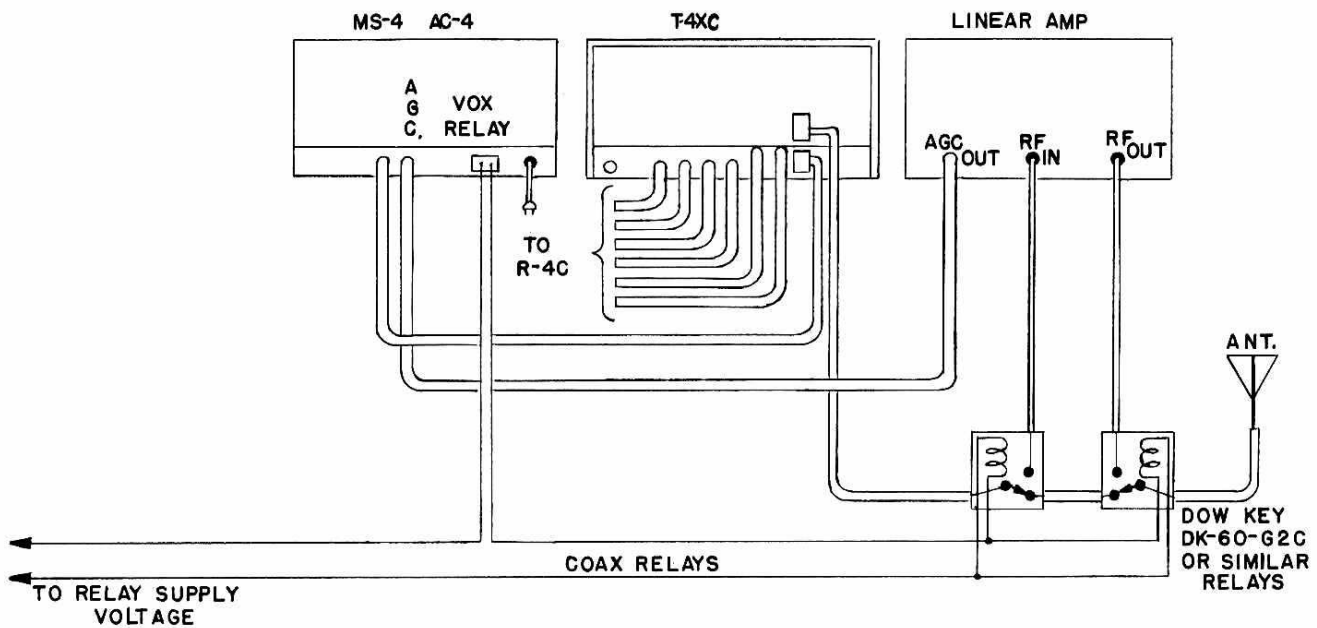 MS-4 AC-4
T4XC
LINEAR AMP
A
G
C.
VOX
RELAY
AGC OUT
RF IN
RF OUT
TO
R-4C
ANT.
DOW KEY
DK-60-G2C
OR SIMILAR
RELAYS
COAX RELAYS
TO RELAY SUPPLY
VOLTAGE